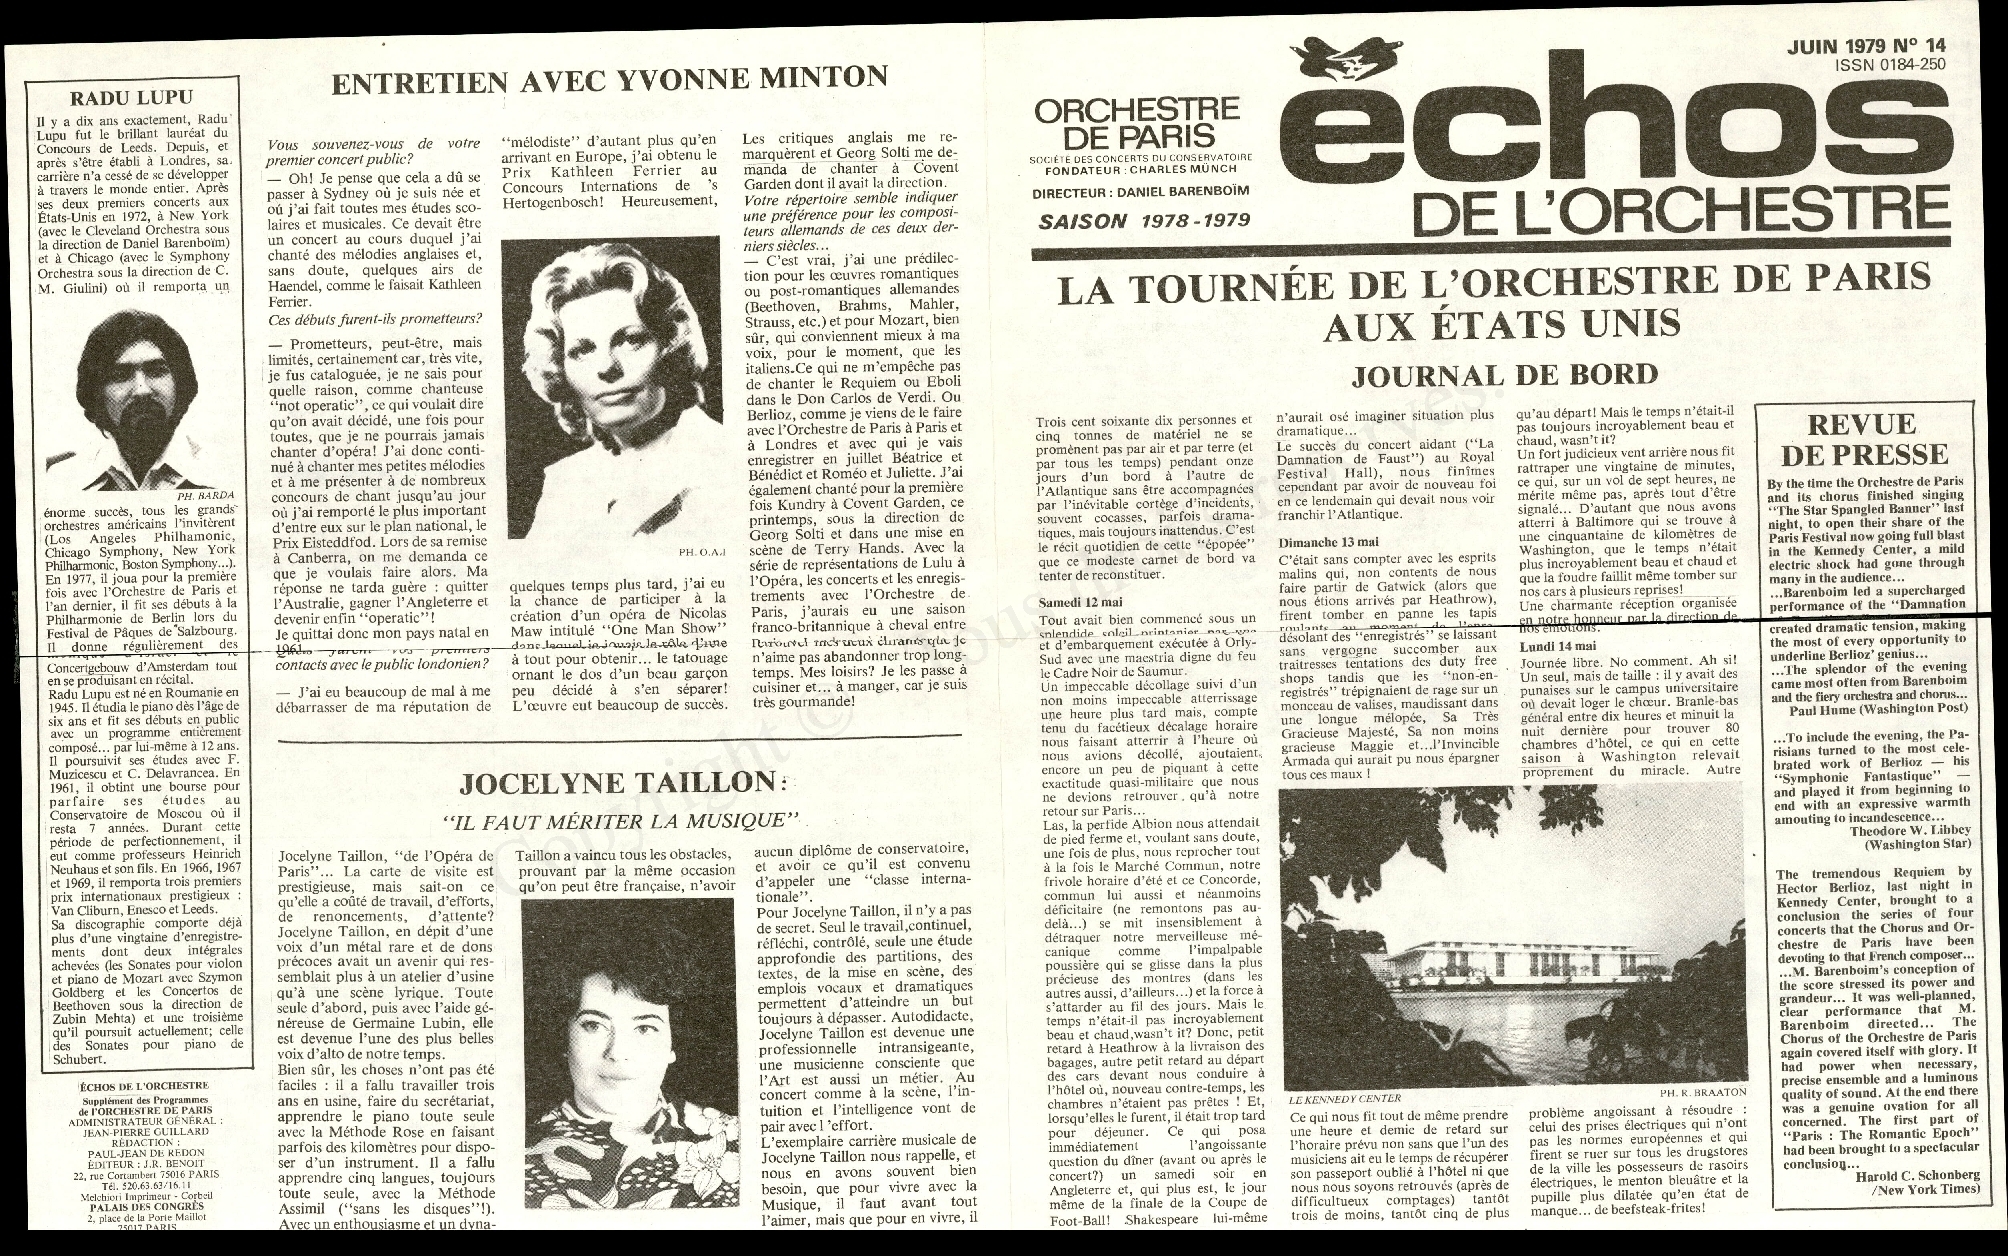 RADU LUPU
Il y a dix ans exactement, Radu
Lupu fut le brillant lauréat du
Concours de Leeds. Depuis, et
après s'être établi à Londres, sa
carrière n'a cessé de se développer
à travers le monde entier. Après
ses deux premiers concerts aux
États-Unis en 1972, à New York
(avec le Cleveland Orchestra sous
la direction de Daniel Barenboïm)
et à Chicago (avec le Symphony
Orchestra sous la direction de C.
M. Giulini) où il remporta un
PH. BARDA
énorme succès, tous les grands
orchestres américains l'invitèrent
(Los Angeles Philhamonic,
Chicago Symphony, New York
Philharmonic, Boston Symphony...).
En 1977, il joua pour la première
fois avec l'Orchestre de Paris et
l'an dernier, il fit ses débuts à la
Philharmonie de Berlin lors du
Festival de Pâques de Salzbourg.
Il donne régulièrement des
Concertgebouw d'Amsterdam tout
en se produisant en récital.
Radu Lupu est né en Roumanie en
1945. Il étudia le piano dès l'âge de
six ans et fit ses débuts en public
avec un programme entièrement
composé... par lui-même à 12 ans.
Il poursuivit ses études avec F.
Muzicescu et C. Delavrancea. En
1961, il obtint une bourse pour
parfaire ses études au
Conservatoire de Moscou où il
resta 7 années. Durant cette
période de perfectionnement, il
eut comme professeurs Heinrich
Neuhaus et son fils. En 1966, 1967
et 1969, il remporta trois premiers
prix internationaux prestigieux :
Van Cliburn, Enesco et Leeds.
Sa discographie comporte déjà
plus d'une vingtaine d'enregistre-
ments dont deux intégrales
achevées (les Sonates pour violon
et piano de Mozart avec Szymon
Goldberg et les Concertos de
Beethoven sous la direction de
Zubin Mehta) et une troisième
qu'il poursuit actuellement; celle
des Sonates pour piano de
Schubert.
ÉCHOS DE L'ORCHESTRE
Supplément des Programmes
de l'ORCHESTRE DE PARIS
ADMINISTRATEUR GÉNÉRAL :
JEAN-PIERRE GUILLARD
RÉDACTION :
PAUL-JEAN DE REDON
ÉDITEUR : J.R. BENOIT
22, rue Cortambert 75016 PARIS
Tél. 520.63.63/16.11
Melchiori Imprimeur - Corbeil
PALAIS DES CONGRÈS
2, place de la Porte Maillot
75017 PARIS
ENTRETIEN AVEC YVONNE MINTON
Vous souvenez-vous de votre
premier concert public?
— Oh! Je pense que cela a dû se
passer à Sydney où je suis née et
où j'ai fait toutes mes études sco-
laires et musicales. Ce devait être
un concert au cours duquel j'ai
chanté des mélodies anglaises et,
sans doute, quelques airs de
Haendel, comme le faisait Kathleen
Ferrier.
Ces débuts furent-ils prometteurs?
— Prometteurs, peut-être, mais
limités, certainement car, très vite,
je fus cataloguée, je ne sais pour
quelle raison, comme chanteuse
"not operatic", ce qui voulait dire
qu'on avait décidé, une fois pour
toutes, que je ne pourrais jamais
chanter d'opéra! J'ai donc conti-
nué à chanter mes petites mélodies
et à me présenter à de nombreux
concours de chant jusqu'au jour
où j'ai remporté le plus important
d'entre eux sur le plan national, le
Prix Eisteddfod. Lors de sa remise
à Canberra, on me demanda ce
que je voulais faire alors. Ma
réponse ne tarda guère : quitter
l'Australie, gagner l'Angleterre et
devenir enfin "operatic"!
Je quittai donc mon pays natal en
1961...
contacts avec le public londonien?
— J'ai eu beaucoup de mal à me
débarrasser de ma réputation de
"mélodiste" d'autant plus qu'en
arrivant en Europe, j'ai obtenu le
Prix Kathleen Ferrier au
Concours Internations de 's
Hertogenbosch! Heureusement,
PH. O.A.I
quelques temps plus tard, j'ai eu
la chance de participer à la
création d'un opéra de Nicolas
Maw intitulé "One Man Show"
dans lequel je jouais le rôle d'une
à tout pour obtenir... le tatouage
ornant le dos d'un beau garçon
peu décidé à s'en séparer!
L'œuvre eut beaucoup de succès.
Les critiques anglais me re-
marquèrent et Georg Solti me de-
manda de chanter à Covent
Garden dont il avait la direction.
Votre répertoire semble indiquer
une préférence pour les composi-
teurs allemands de ces deux der-
niers siècles...
— C'est vrai, j'ai une prédilec-
tion pour les œuvres romantiques
ou post-romantiques allemandes
(Beethoven, Brahms, Mahler,
Strauss, etc.) et pour Mozart, bien
sûr, qui conviennent mieux à ma
voix, pour le moment, que les
italiens.Ce qui ne m'empêche pas
de chanter le Requiem ou Eboli
dans le Don Carlos de Verdi. Ou
Berlioz, comme je viens de le faire
avec l'Orchestre de Paris à Paris et
à Londres et avec qui je vais
enregistrer en juillet Béatrice et
Bénédict et Roméo et Juliette. J'ai
également chanté pour la première
fois Kundry à Covent Garden, ce
printemps, sous la direction de
Georg Solti et dans une mise en
scène de Terry Hands. Avec la
série de représentations de Lulu à
l'Opéra, les concerts et les enregis-
trements avec l'Orchestre de
Paris, j'aurais eu une saison
franco-britannique à cheval entre
n'aime pas abandonner trop long-
temps. Mes loisirs? Je les passe à
cuisiner et... à manger, car je suis
très gourmande!
JOCELYNE TAILLON:
"IL FAUT MÉRITER LA MUSIQUE"
Jocelyne Taillon, "de l'Opéra de
Paris"... La carte de visite est
prestigieuse, mais sait-on ce
qu'elle a coûté de travail, d'efforts,
de renoncements, d'attente?
Jocelyne Taillon, en dépit d'une
voix d'un métal rare et de dons
précoces avait un avenir qui res-
semblait plus à un atelier d'usine
qu'à une scène lyrique. Toute
seule d'abord, puis avec l'aide gé-
néreuse de Germaine Lubin, elle
est devenue l'une des plus belles
voix d'alto de notre temps.
Bien sûr, les choses n'ont pas été
faciles : il a fallu travailler trois
ans en usine, faire du secrétariat,
apprendre le piano toute seule
avec la Méthode Rose en faisant
parfois des kilomètres pour dispo-
ser d'un instrument. Il a fallu
apprendre cinq langues, toujours
toute seule, avec la Méthode
Assimil ("sans les disques"!).
Avec un enthousiasme et un dyna-
Taillon a vaincu tous les obstacles,
prouvant par la même occasion
qu'on peut être française, n'avoir
aucun diplôme de conservatoire,
et avoir ce qu'il est convenu
d'appeler une "classe interna-
tionale".
Pour Jocelyne Taillon, il n'y a pas
de secret. Seul le travail,continuel,
réfléchi, contrôlé, seule une étude
approfondie des partitions, des
textes, de la mise en scène, des
emplois vocaux et dramatiques
permettent d'atteindre un but
toujours à dépasser. Autodidacte,
Jocelyne Taillon est devenue une
professionnelle intransigeante,
une musicienne consciente que
l'Art est aussi un métier. Au
concert comme à la scène, l'in-
tuition et l'intelligence vont de
pair avec l'effort.
L'exemplaire carrière musicale de
Jocelyne Taillon nous rappelle, et
nous en avons souvent bien
besoin, que pour vivre avec la
Musique, il faut avant tout
l'aimer, mais que pour en vivre, il
ORCHESTRE
DE PARIS
SOCIÉTÉ DES CONCERTS DU CONSERVATOIRE
FONDATEUR : CHARLES MÜNCH
DIRECTEUR : DANIEL BARENBOÏM
SAISON 1978-1979
JUIN 1979 N° 14
ISSN 0184-250
échos
DE L'ORCHESTRE
LA TOURNÉE DE L'ORCHESTRE DE PARIS
AUX ÉTATS UNIS
JOURNAL DE BORD
Trois cent soixante dix personnes et
cinq tonnes de matériel ne se
promènent pas par air et par terre (et
par tous les temps) pendant onze
jours d'un bord à l'autre de
l'Atlantique sans être accompagnées
par l'inévitable cortège d'incidents,
souvent cocasses, parfois drama-
tiques, mais toujours inattendus. C'est
le récit quotidien de cette "épopée"
que ce modeste carnet de bord va
tenter de reconstituer.
Samedi 12 mai
Tout avait bien commencé sous un
splendide soleil printanier
et d'embarquement exécutée à Orly-
Sud avec une maestria digne du feu
le Cadre Noir de Saumur.
Un impeccable décollage suivi d'un
non moins impeccable atterrissage
une heure plus tard mais, compte
tenu du facétieux décalage horaire
nous faisant atterrir à l'heure où
nous avions décollé, ajoutaient
encore un peu de piquant à cette
exactitude quasi-militaire que nous
ne devions retrouver qu'à notre
retour sur Paris...
Las, la perfide Albion nous attendait
de pied ferme et, voulant sans doute,
une fois de plus, nous reprocher tout
à la fois le Marché Commun, notre
frivole horaire d'été et ce Concorde,
commun lui aussi et néanmoins
déficitaire (ne remontons pas au-
delà...) se mit insensiblement à
détraquer notre merveilleuse mé-
canique comme l'impalpable
poussière qui se glisse dans la plus
précieuse des montres (dans les
autres aussi, d'ailleurs...) et la force à
s'attarder au fil des jours. Mais le
temps n'était-il pas incroyablement
beau et chaud,wasn't it? Donc, petit
retard à Heathrow à la livraison des
bagages, autre petit retard au départ
des cars devant nous conduire à
l'hôtel où, nouveau contre-temps, les
chambres n'étaient pas prêtes ! Et,
lorsqu'elles le furent, il était trop tard
pour déjeuner. Ce qui posa
immédiatement l'angoissante
question du dîner (avant ou après le
concert?) un samedi soir en
Angleterre et, qui plus est, le jour
même de la finale de la Coupe de
Foot-Ball! Shakespeare lui-même
n'aurait osé imaginer situation plus
dramatique...
Le succès du concert aidant ("La
Damnation de Faust") au Royal
Festival Hall), nous finîmes
cependant par avoir de nouveau foi
en ce lendemain qui devait nous voir
franchir l'Atlantique.
Dimanche 13 mai
C'était sans compter avec les esprits
malins qui, non contents de nous
faire partir de Gatwick (alors que
nous étions arrivés par Heathrow),
firent tomber en panne les tapis
roulants au moment de
désolant des "enregistrés" se laissant
sans vergogne succomber aux
traitresses tentations des duty free
shops tandis que les "non-en-
registrés" trépignaient de rage sur un
monceau de valises, maudissant dans
une longue mélopée, Sa Très
Gracieuse Majesté, Sa non moins
gracieuse Maggie et...l'Invincible
Armada qui aurait pu nous épargner
tous ces maux !
LE KENNEDY CENTER
PH. R. BRAATON
Ce qui nous fit tout de même prendre
une heure et demie de retard sur
l'horaire prévu non sans que l'un des
musiciens ait eu le temps de récupérer
son passeport oublié à l'hôtel ni que
nous nous soyons retrouvés (après de
difficultueux comptages) tantôt
trois de moins, tantôt cinq de plus
qu'au départ! Mais le temps n'était-il
pas toujours incroyablement beau et
chaud, wasn't it?
Un fort judicieux vent arrière nous fit
rattraper une vingtaine de minutes,
ce qui, sur un vol de sept heures, ne
mérite même pas, après tout d'être
signalé... D'autant que nous avons
atterri à Baltimore qui se trouve à
une cinquantaine de kilomètres de
Washington, que le temps n'était
plus incroyablement beau et chaud et
que la foudre faillit même tomber sur
nos cars à plusieurs reprises!
Une charmante réception organisée
en notre honneur par la direction de
nos émotions.
Lundi 14 mai
Journée libre. No comment. Ah si!
Un seul, mais de taille : il y avait des
punaises sur le campus universitaire
où devait loger le chœur. Branle-bas
général entre dix heures et minuit la
nuit dernière pour trouver 80
chambres d'hôtel, ce qui en cette
saison à Washington relevait
proprement du miracle. Autre
problème angoissant à résoudre :
celui des prises électriques qui n'ont
pas les normes européennes et qui
firent se ruer sur tous les drugstores
de la ville les possesseurs de rasoirs
électriques, le menton bleuâtre et la
pupille plus dilatée qu'en état de
manque... de beefsteak-frites!
REVUE
DE PRESSE
By the time the Orchestre de Paris
and its chorus finished singing
"The Star Spangled Banner" last
night, to open their share of the
Paris Festival now going full blast
in the Kennedy Center, a mild
electric shock had gone through
many in the audience...
...Barenboim led a supercharged
performance of the "Damnation
created dramatic tension, making
the most of every opportunity to
underline Berlioz' genius...
...The splendor of the evening
came most often from Barenboim
and the fiery orchestra and chorus...
Paul Hume (Washington Post)
...To include the evening, the Pa-
risians turned to the most cele-
brated work of Berlioz — his
"Symphonie Fantastique" —
and played it from beginning to
end with an expressive warmth
amouting to incandescence...
Theodore W. Libbey
(Washington Star)
The tremendous Requiem by
Hector Berlioz, last night in
Kennedy Center, brought to a
conclusion the series of four
concerts that the Chorus and Or-
chestre de Paris have been
devoting to that French composer...
...M. Barenboim's conception of
the score stressed its power and
grandeur... It was well-planned,
clear performance that M.
Barenboim directed... The
Chorus of the Orchestre de Paris
again covered itself with glory. It
had power when necessary,
precise ensemble and a luminous
quality of sound. At the end there
was a genuine ovation for all
concerned. The first part of
"Paris : The Romantic Epoch"
had been brought to a spectacular
conclusion...
Harold C. Schonberg
/New York Times)